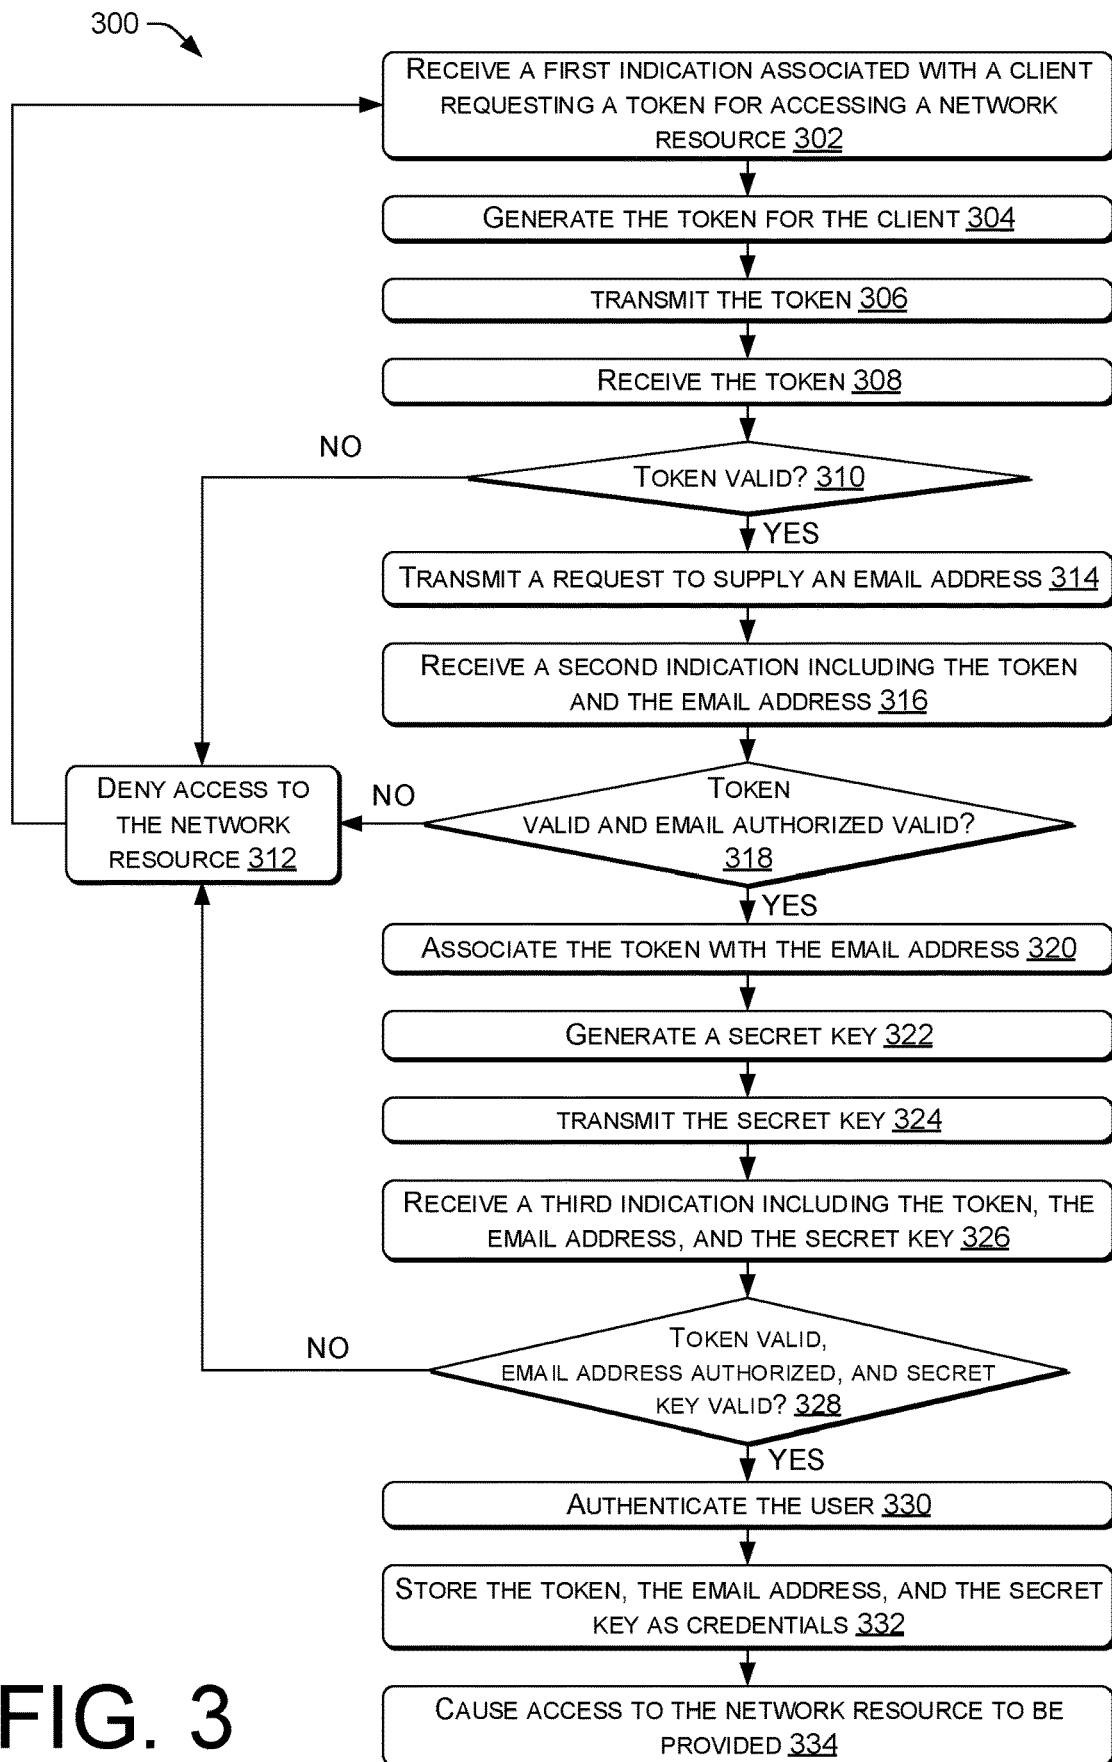 300
RECEIVE A FIRST INDICATION ASSOCIATED WITH A CLIENT
REQUESTING A TOKEN FOR ACCESSING A NETWORK
RESOURCE 302
GENERATE THE TOKEN FOR THE CLIENT 304
TRANSMIT THE TOKEN 306
RECEIVE THE TOKEN 308
NO
TOKEN VALID? 310
YES
TRANSMIT A REQUEST TO SUPPLY AN EMAIL ADDRESS 314
RECEIVE A SECOND INDICATION INCLUDING THE TOKEN
AND THE EMAIL ADDRESS 316
DENY ACCESS TO
THE NETWORK
RESOURCE 312
NO
TOKEN
VALID AND EMAIL AUTHORIZED VALID?
318
YES
ASSOCIATE THE TOKEN WITH THE EMAIL ADDRESS 320
GENERATE A SECRET KEY 322
TRANSMIT THE SECRET KEY 324
RECEIVE A THIRD INDICATION INCLUDING THE TOKEN, THE
EMAIL ADDRESS, AND THE SECRET KEY 326
NO
TOKEN VALID,
EMAIL ADDRESS AUTHORIZED, AND SECRET
KEY VALID? 328
YES
AUTHENTICATE THE USER 330
STORE THE TOKEN, THE EMAIL ADDRESS, AND THE SECRET
KEY AS CREDENTIALS 332
CAUSE ACCESS TO THE NETWORK RESOURCE TO BE
PROVIDED 334
FIG. 3